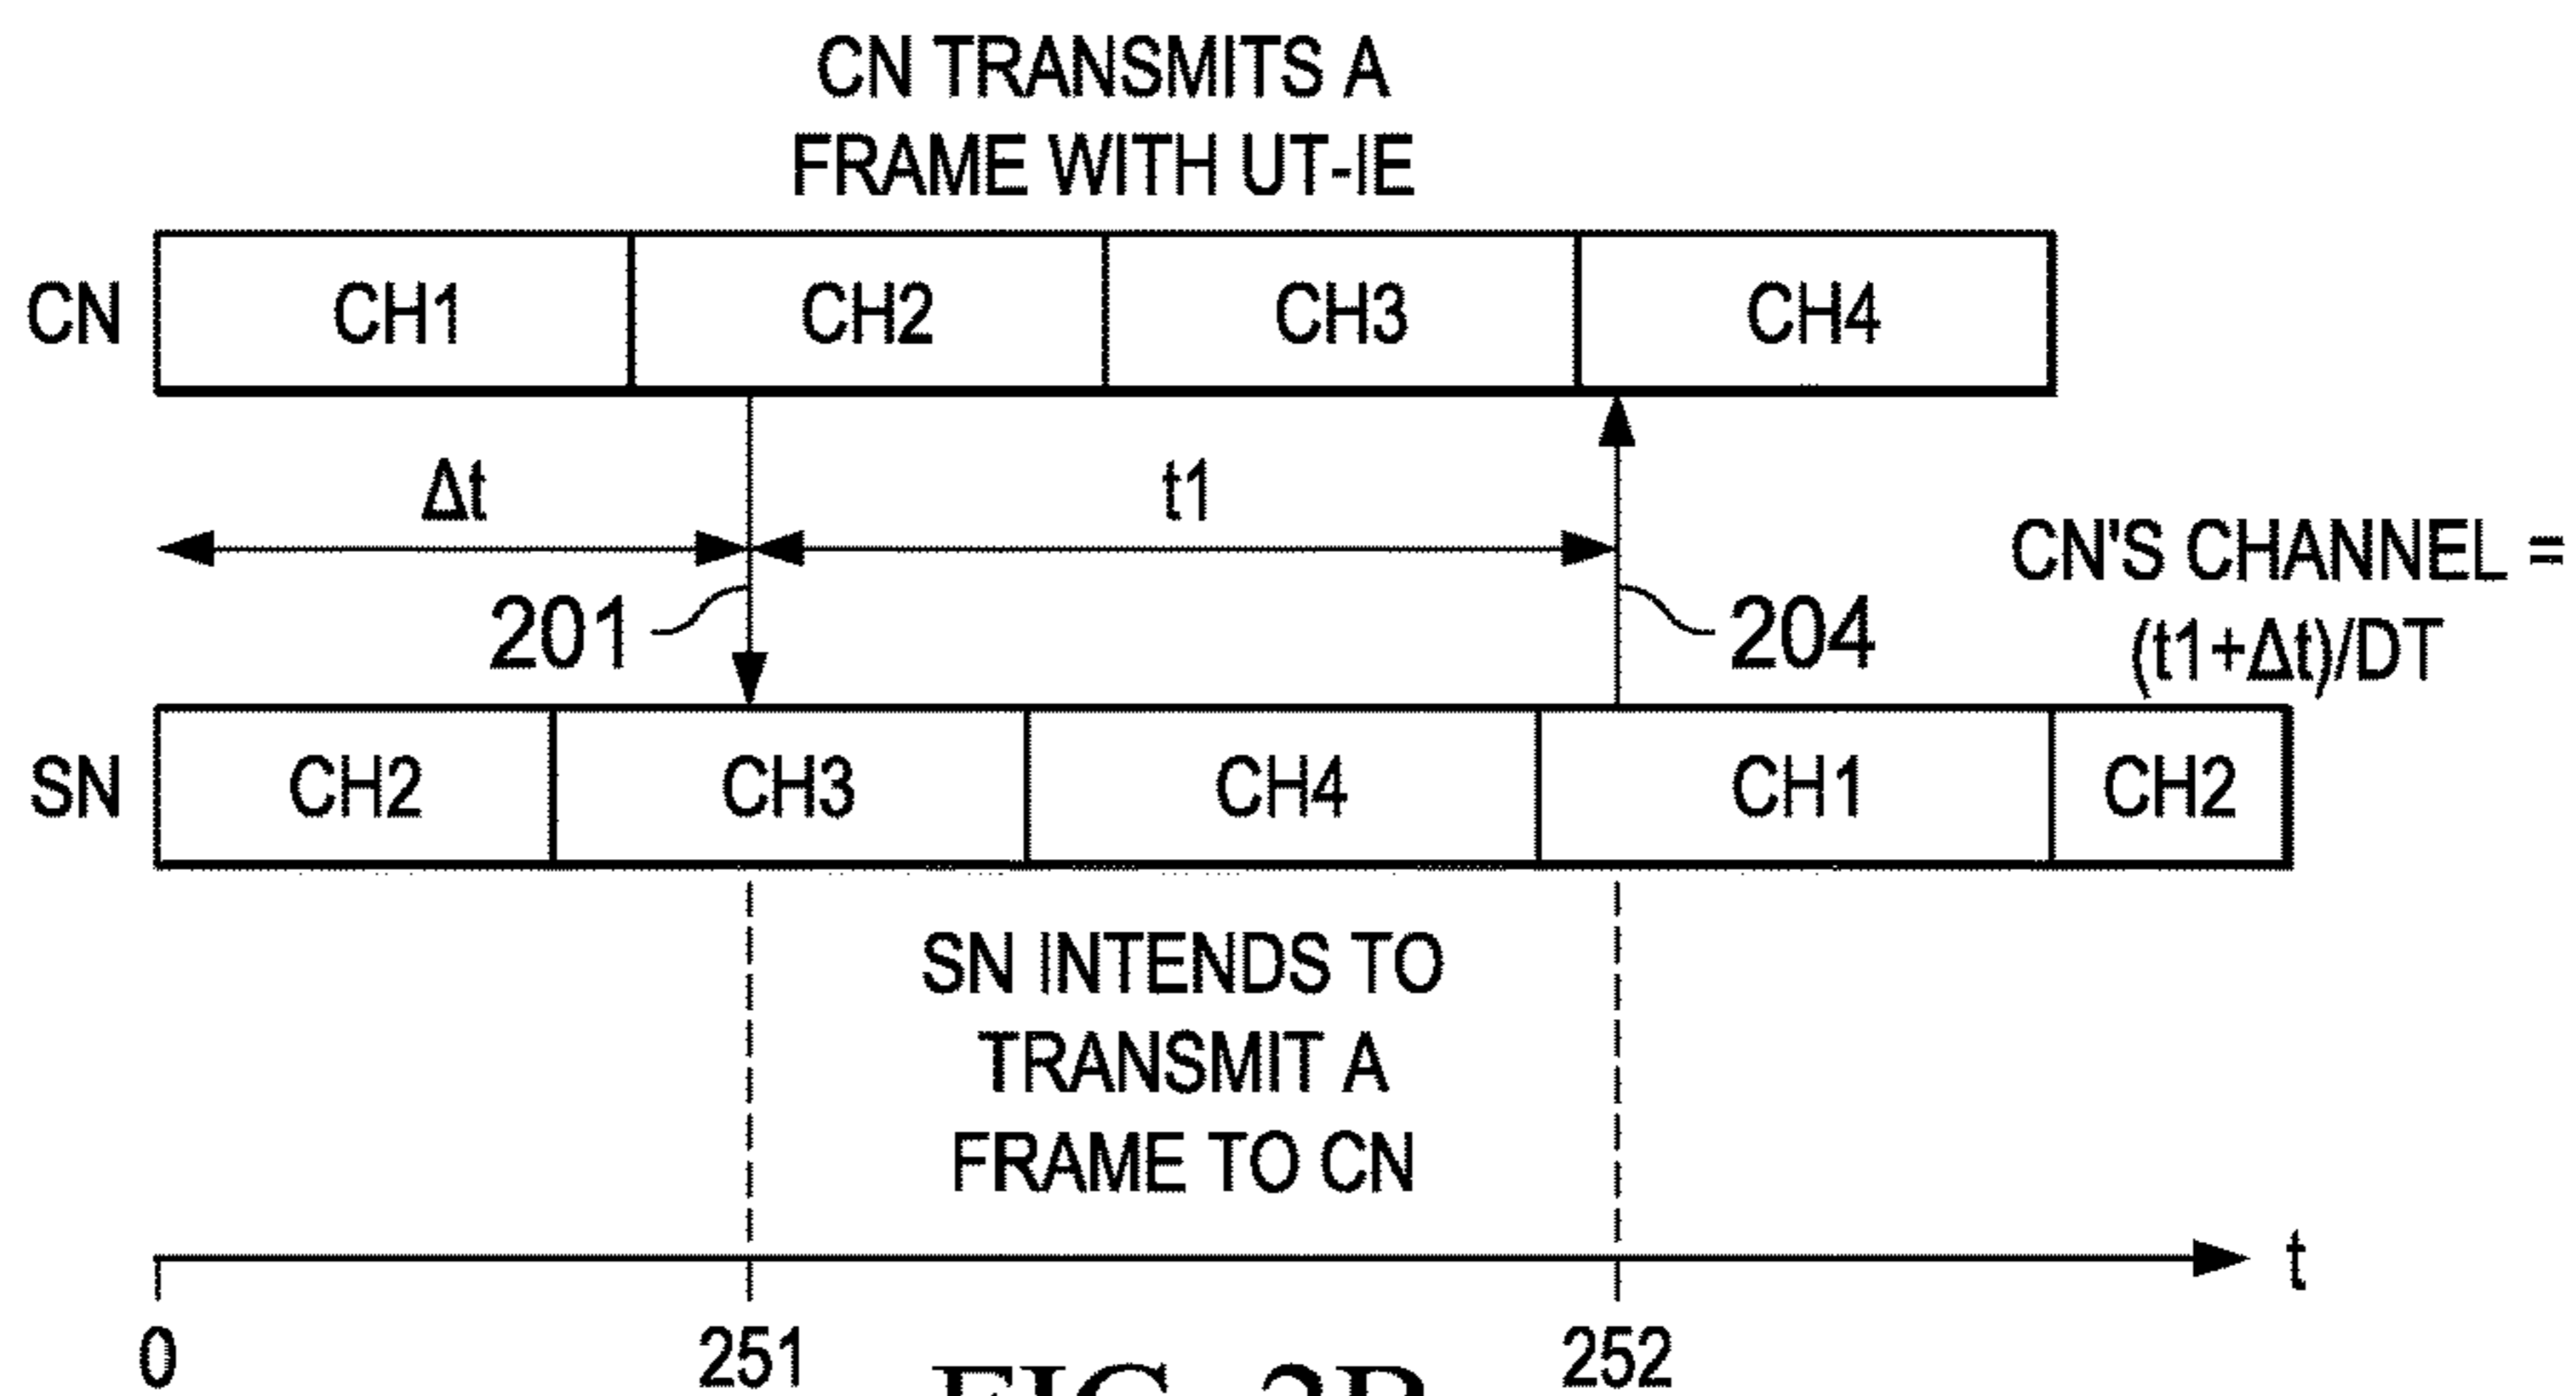 CN TRANSMITS A
FRAME WITH UT-IE
CN CH1 CH2 CH3 CH4
Δt t1
CN'S CHANNEL =
(t1+Δt)/DT
201 204
SN CH2 CH3 CH4 CH1 CH2
SN INTENDS TO
TRANSMIT A
FRAME TO CN
t
0 251 252